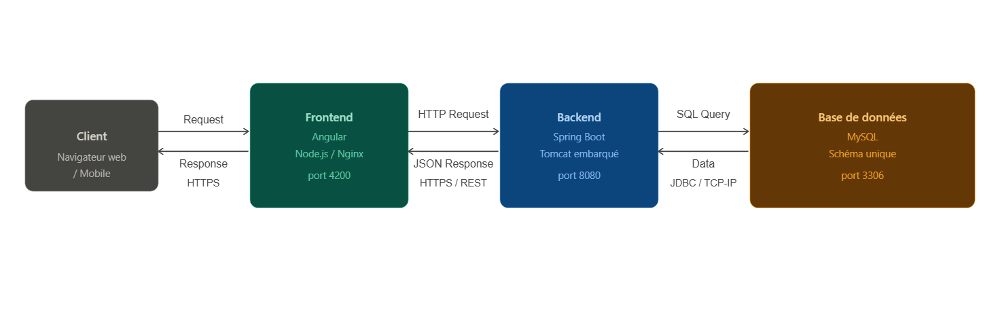 Client
Navigateur web
/ Mobile
Request
Response
HTTPS
Frontend
Angular
Node.js / Nginx
port 4200
HTTP Request
JSON Response
HTTPS / REST
Backend
Spring Boot
Tomcat embarqué
port 8080
SQL Query
Data
JDBC / TCP-IP
Base de données
MySQL
Schéma unique
port 3306